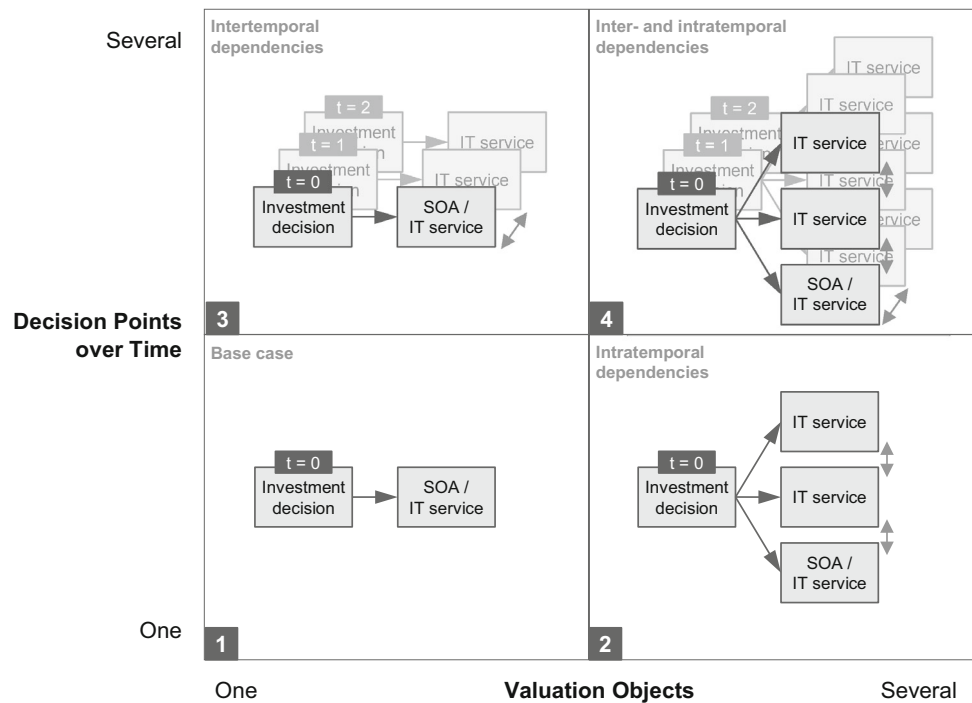 Several
Intertemporal
dependencies
t = 2
Investment
t = 1
Investment
t = 0
Investment
decision
IT service
IT service
SOA /
IT service
3
Inter- and intratemporal
dependencies
t = 2
t = 1
t = 0
Investment
decision
IT service
IT service
IT service
IT service
SOA /
IT service
4
Decision Points
over Time
Base case
t = 0
Investment
decision
SOA /
IT service
1
Intratemporal
dependencies
t = 0
Investment
decision
IT service
IT service
SOA /
IT service
2
One
One
Valuation Objects
Several